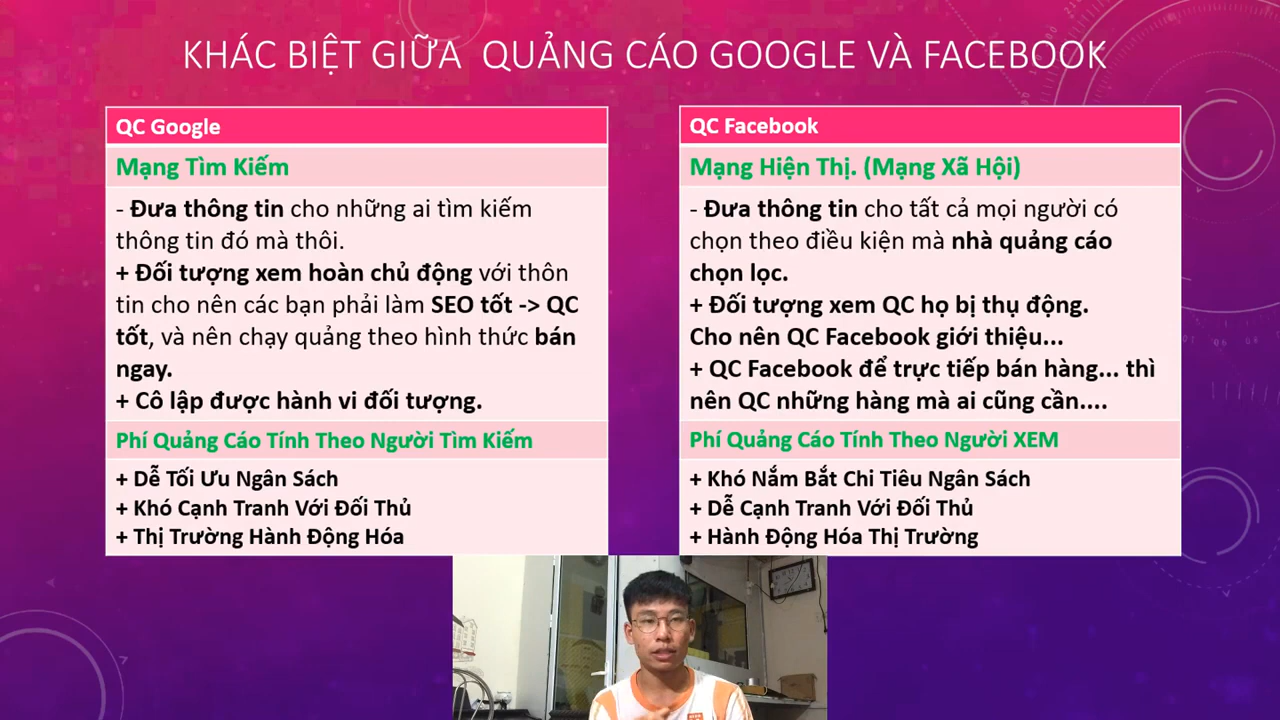 KHÁC BIỆT GIỮA QUẢNG CÁO GOOGLE VÀ FACEBOOK
QC Google
Mạng Tìm Kiếm
- Đưa thông tin cho những ai tìm kiếm
thông tin đó mà thôi.
+ Đối tượng xem hoàn chủ động với thôn
tin cho nên các bạn phải làm SEO tốt -> QC
tốt, và nên chạy quảng theo hình thức bán
ngay.
+ Cô lập được hành vi đối tượng.
Phí Quảng Cáo Tính Theo Người Tìm Kiếm
+ Dễ Tối Ưu Ngân Sách
+ Khó Cạnh Tranh Với Đối Thủ
+ Thị Trường Hành Động Hóa
QC Facebook
Mạng Hiện Thị. (Mạng Xã Hội)
- Đưa thông tin cho tất cả mọi người có
chọn theo điều kiện mà nhà quảng cáo
chọn lọc.
+ Đối tượng xem QC họ bị thụ động.
Cho nên QC Facebook giới thiệu...
+ QC Facebook để trực tiếp bán hàng... thì
nên QC những hàng mà ai cũng cần....
Phí Quảng Cáo Tính Theo Người XEM
+ Khó Nắm Bắt Chi Tiêu Ngân Sách
+ Dễ Cạnh Tranh Với Đối Thủ
+ Hành Động Hóa Thị Trường